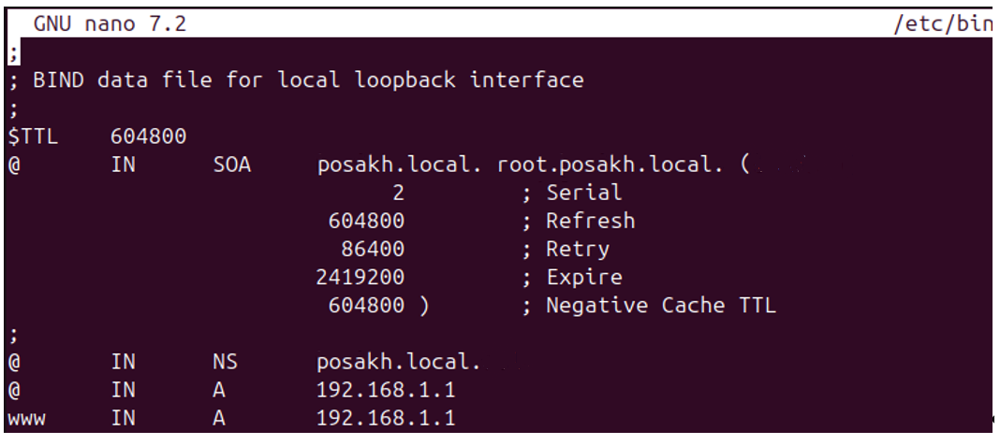 GNU nano 7.2 /etc/bin
;
; BIND data file for local loopback interface
;
$TTL 604800
@ IN SOA posakh.local. root.posakh.local. (
2 ; Serial
604800 ; Refresh
86400 ; Retry
2419200 ; Expire
604800 ) ; Negative Cache TTL
;
@ IN NS posakh.local.
@ IN A 192.168.1.1
www IN A 192.168.1.1